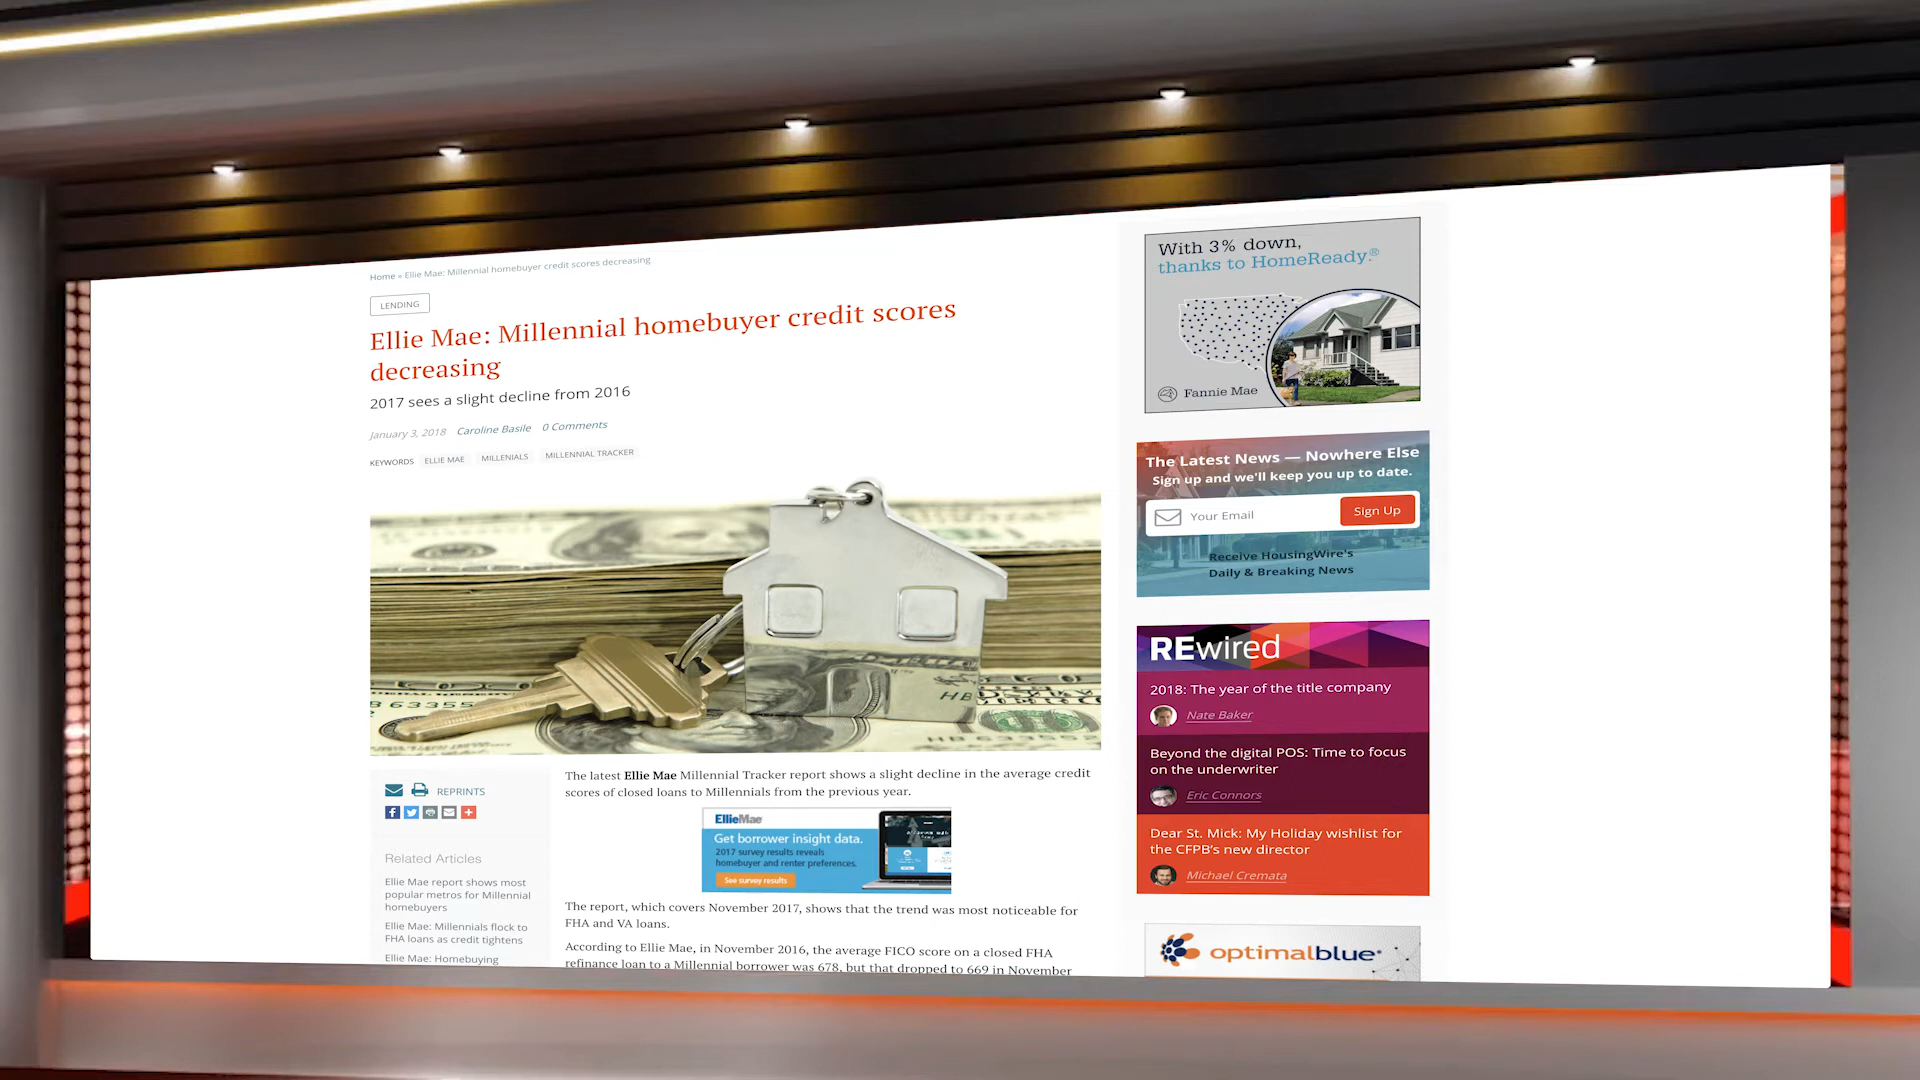 Home » Ellie Mae: Millennial homebuyer credit scores decreasing
LENDING
Ellie Mae: Millennial homebuyer credit scores
decreasing
2017 sees a slight decline from 2016
January 3, 2018 Caroline Basile 0 Comments
KEYWORDS ELLIE MAE MILLENIALS MILLENNIAL TRACKER
HB
B 63355
HB
REPRINTS
Related Articles
Ellie Mae report shows most
popular metros for Millennial
homebuyers
Ellie Mae: Millennials flock to
FHA loans as credit tightens
Ellie Mae: Homebuying
The latest Ellie Mae Millennial Tracker report shows a slight decline in the average credit
scores of closed loans to Millennials from the previous year.
EllieMae
Get borrower insight data.
2017 survey results reveals
homebuyer and renter preferences.
See survey results
The report, which covers November 2017, shows that the trend was most noticeable for
FHA and VA loans.
According to Ellie Mae, in November 2016, the average FICO score on a closed FHA
refinance loan to a Millennial borrower was 678, but that dropped to 669 in November
With 3% down,
thanks to HomeReady.®
Fannie Mae
The Latest News — Nowhere Else
Sign up and we'll keep you up to date.
Your Email
Sign Up
Receive HousingWire's
Daily & Breaking News
REwired
2018: The year of the title company
Nate Baker
Beyond the digital POS: Time to focus
on the underwriter
Eric Connors
Dear St. Mick: My Holiday wishlist for
the CFPB's new director
Michael Cremata
optimalblue